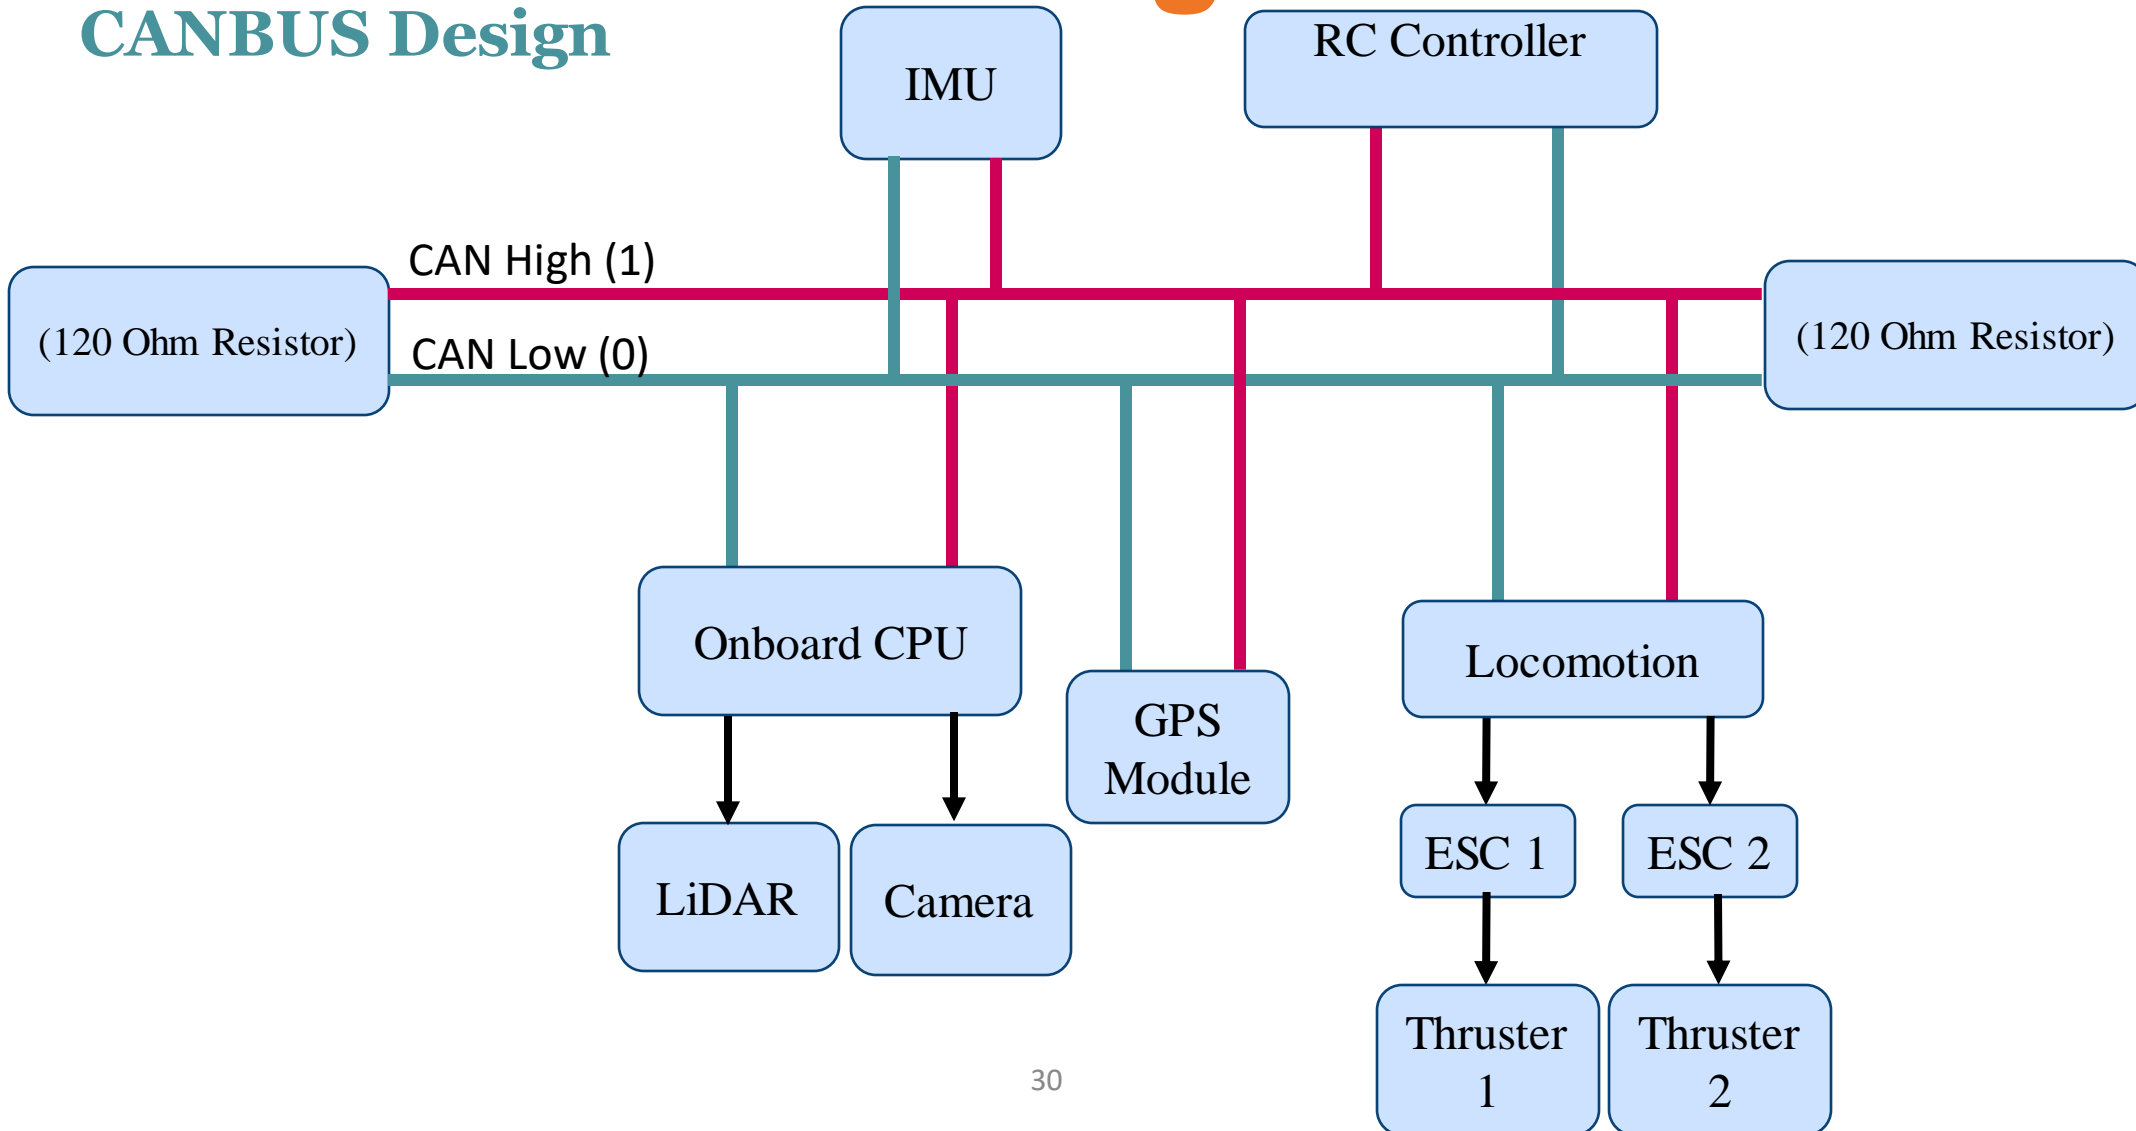 CANBUS Design
IMU
RC Controller
CAN High (1)
(120 Ohm Resistor)
(120 Ohm Resistor)
CAN Low (0)
Onboard CPU
Locomotion
GPS
Module
ESC 1
ESC 2
LiDAR
Camera
Thruster
1
Thruster
2
30